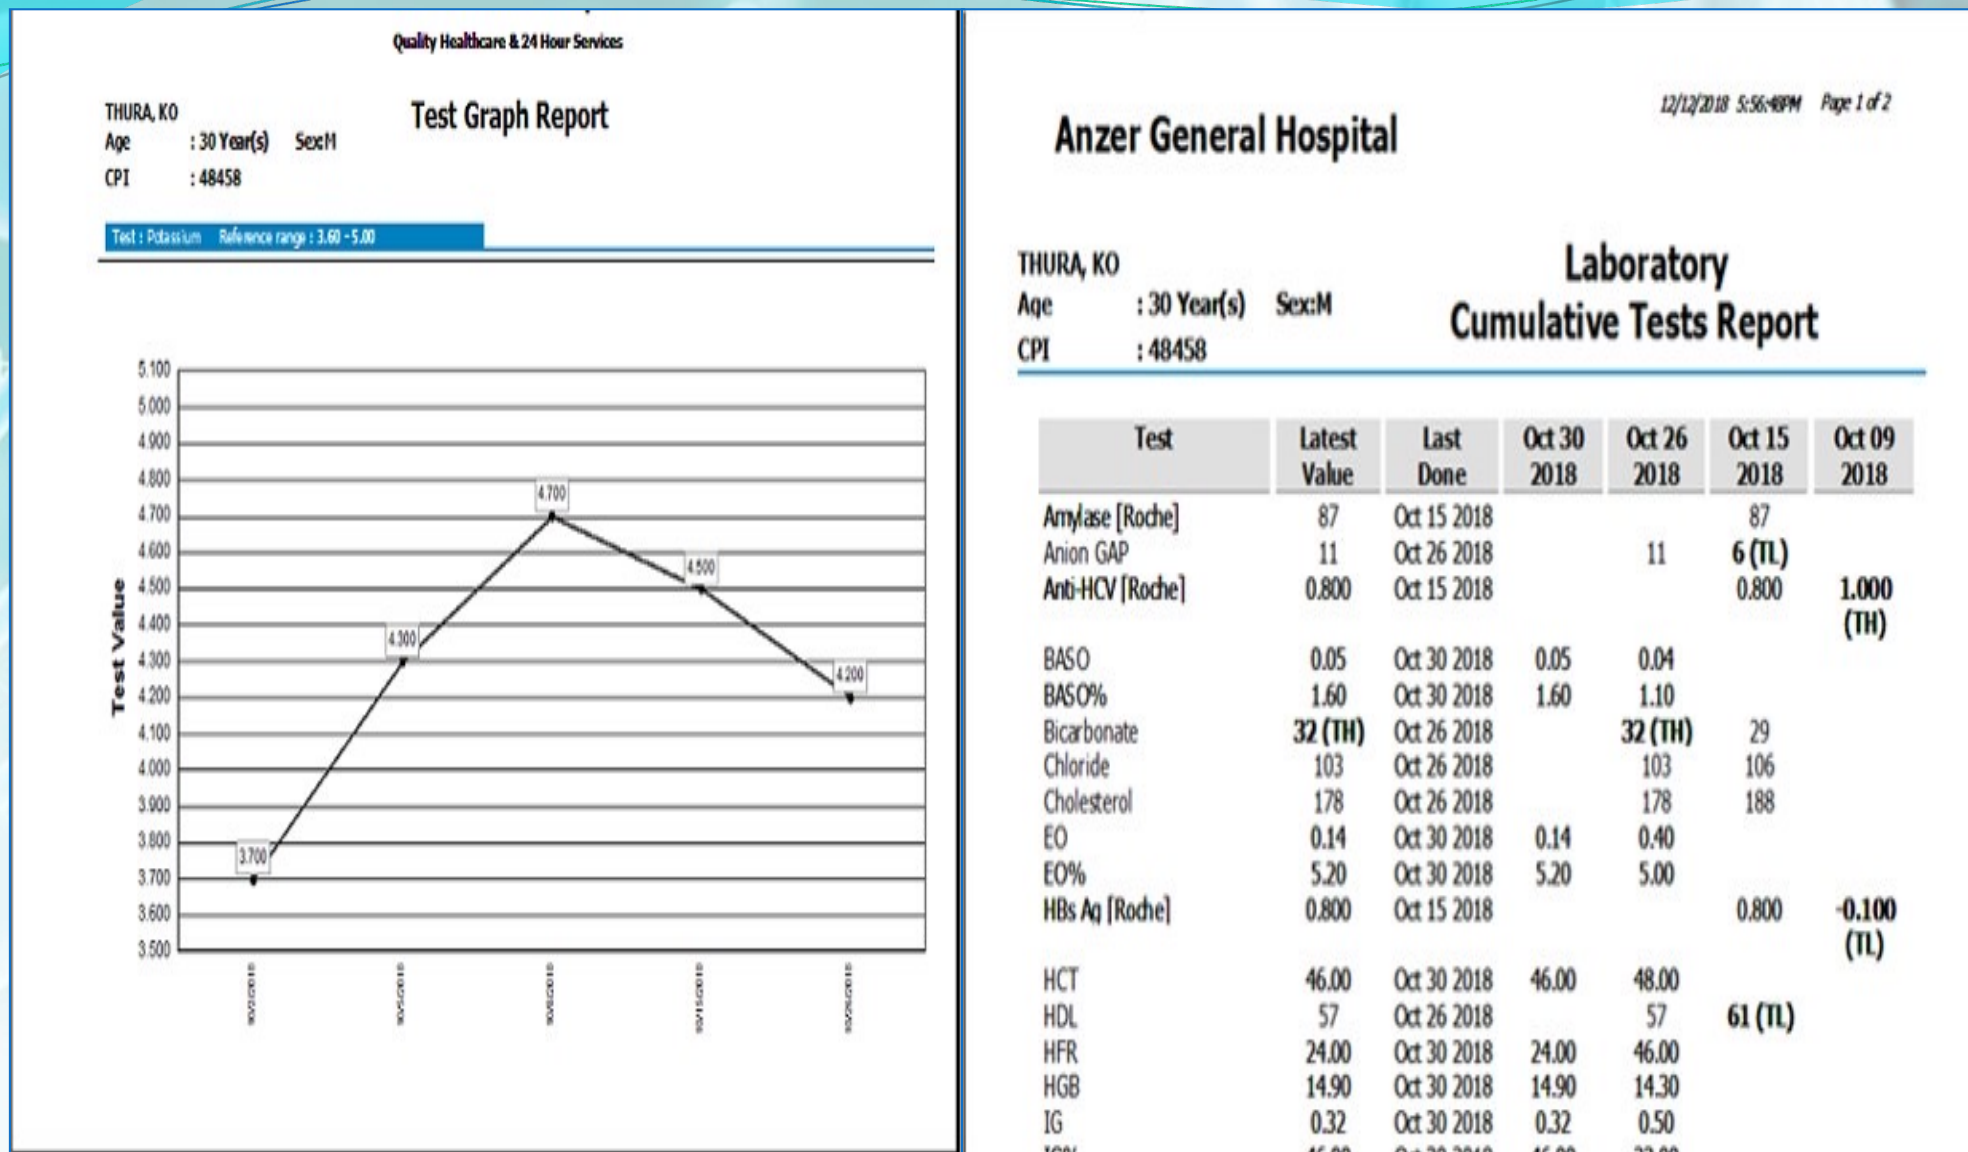 Quality Healthcare & 24 Hour Services
THURA, KO
Test Graph Report
Age : 30 Year(s) Sex:M
CPI : 48458
Test : Potassium Reference range : 3.60 - 5.00
5.100
5.000
4.900
4.800
4.700
4.600
4.500
4.400
4.300
4.200
4.100
4.000
3.900
3.800
3.700
3.600
3.500
Test Value
3.700
4.300
4.700
4.500
4.200
12/12/2018 5:56:48PM Page 1 of 2
Anzer General Hospital
THURA, KO
Age : 30 Year(s) Sex:M
CPI : 48458
Laboratory
Cumulative Tests Report
Test Latest Value Last Done Oct 30 2018 Oct 26 2018 Oct 15 2018 Oct 09 2018
Amylase [Roche] 87 Oct 15 2018 87
Anion GAP 11 Oct 26 2018 11 6 (TL)
Anti-HCV [Roche] 0.800 Oct 15 2018 0.800 1.000
(TH)
BASO 0.05 Oct 30 2018 0.05 0.04
BASO% 1.60 Oct 30 2018 1.60 1.10
Bicarbonate 32 (TH) Oct 26 2018 32 (TH) 29
Chloride 103 Oct 26 2018 103 106
Cholesterol 178 Oct 26 2018 178 188
EO 0.14 Oct 30 2018 0.14 0.40
EO% 5.20 Oct 30 2018 5.20 5.00
HBs Ag [Roche] 0.800 Oct 15 2018 0.800 -0.100
(TL)
HCT 46.00 Oct 30 2018 46.00 48.00
HDL 57 Oct 26 2018 57 61 (TL)
HFR 24.00 Oct 30 2018 24.00 46.00
HGB 14.90 Oct 30 2018 14.90 14.30
IG 0.32 Oct 30 2018 0.32 0.50